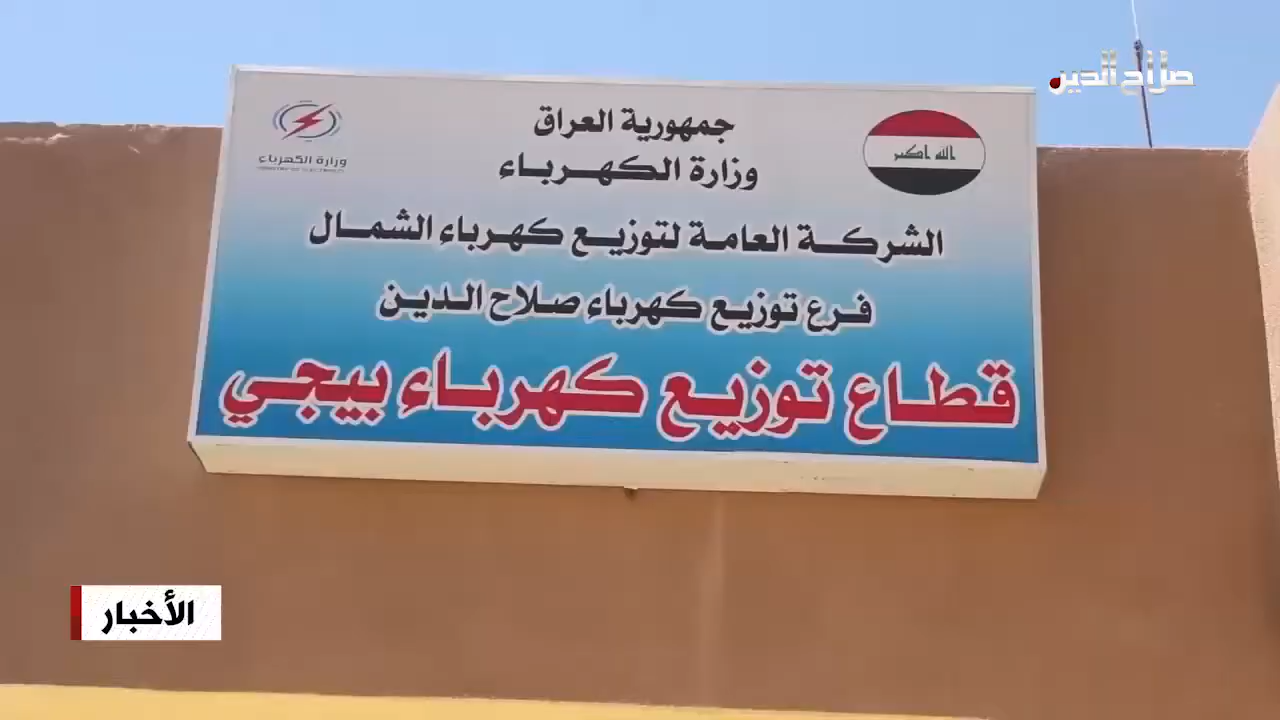 صلاح الدين
جمهورية العراق
وزارة الكهرباء
الله اكبر
وزارة الكهرباء
الشركة العامة لتوزيع كهرباء الشمال
فرع توزيع كهرباء صلاح الدين
قطاع توزيع كهرباء بيجي
الأخبار